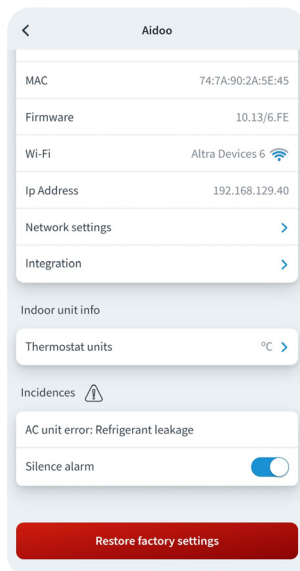 Aidoo
MAC 74:7A:90:2A:5E:45
Firmware 10.13/6.FE
Wi-Fi Altra Devices 6
Ip Address 192.168.129.40
Network settings
Integration
Indoor unit info
Thermostat units ºC
Incidences
AC unit error: Refrigerant leakage
Silence alarm
Restore factory settings